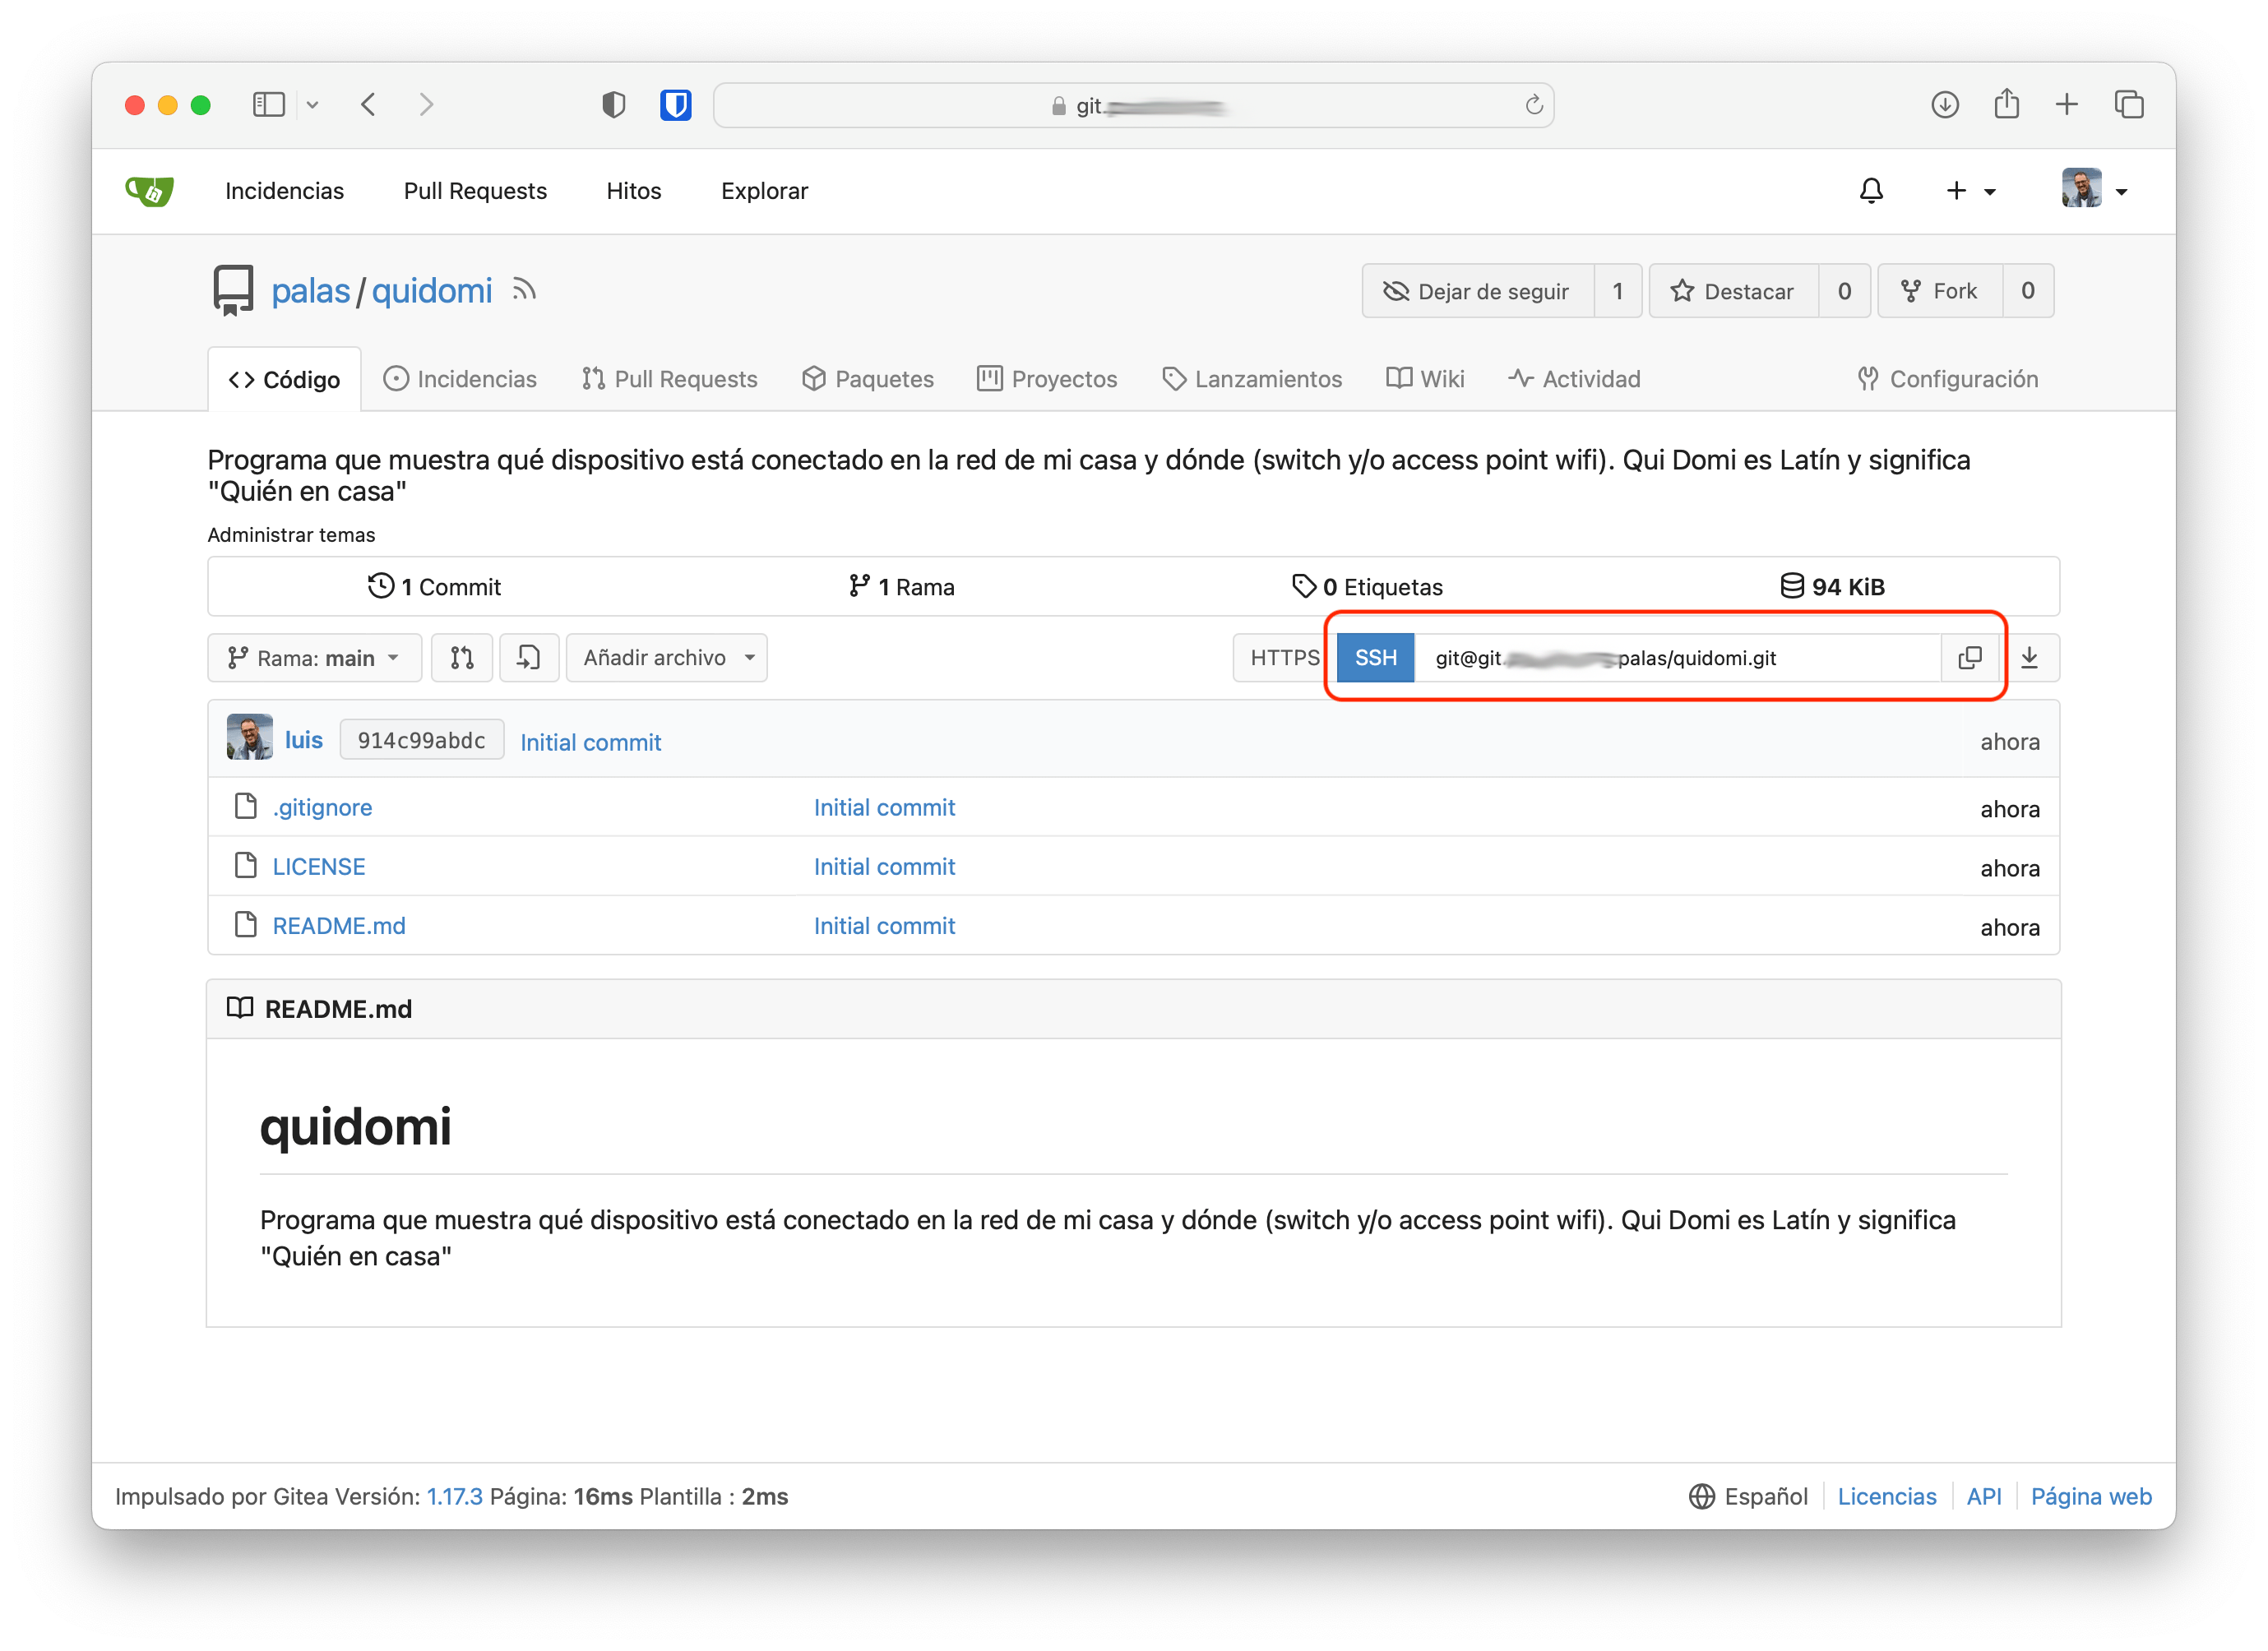 git.
Incidencias Pull Requests Hitos Explorar
palas/quidomi
Dejar de seguir 1 Destacar 0 Fork 0
Código Incidencias Pull Requests Paquetes Proyectos Lanzamientos Wiki Actividad Configuración
Programa que muestra qué dispositivo está conectado en la red de mi casa y dónde (switch y/o access point wifi). Qui Domi es Latín y significa
"Quién en casa"
Administrar temas
1 Commit 1 Rama 0 Etiquetas 94 KiB
Rama: main Añadir archivo HTTPS SSH git@git. palas/quidomi.git
luis 914c99abdc Initial commit ahora
.gitignore Initial commit ahora
LICENSE Initial commit ahora
README.md Initial commit ahora
README.md
quidomi
Programa que muestra qué dispositivo está conectado en la red de mi casa y dónde (switch y/o access point wifi). Qui Domi es Latín y significa
"Quién en casa"
Impulsado por Gitea Versión: 1.17.3 Página: 16ms Plantilla : 2ms Español Licencias API Página web